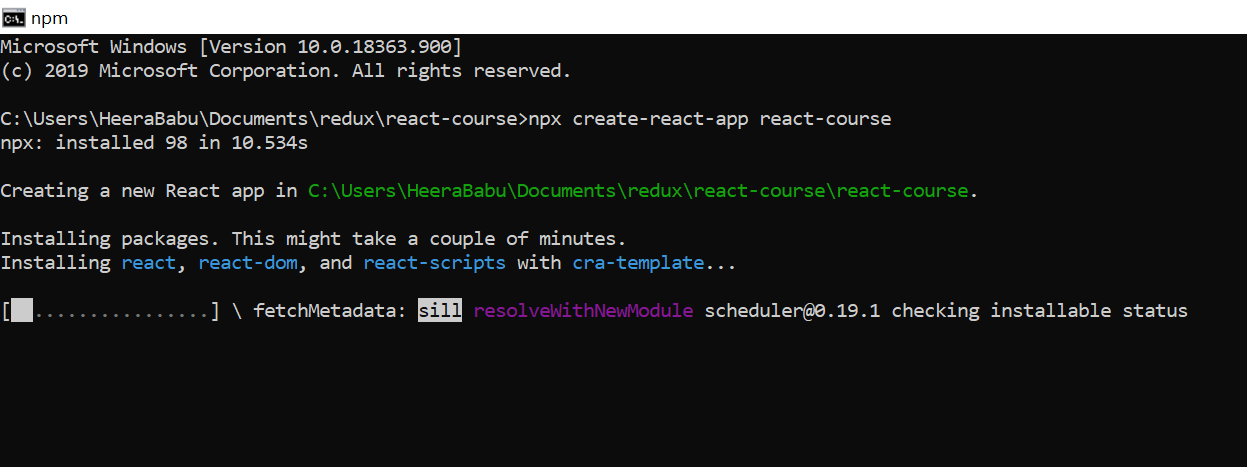 npm
Microsoft Windows [Version 10.0.18363.900]
(c) 2019 Microsoft Corporation. All rights reserved.
C:\Users\HeeraBabu\Documents\redux\react-course>npx create-react-app react-course
npx: installed 98 in 10.534s
Creating a new React app in C:\Users\HeeraBabu\Documents\redux\react-course\react-course.
Installing packages. This might take a couple of minutes.
Installing react, react-dom, and react-scripts with cra-template...
[  ................] \ fetchMetadata: sill resolveWithNewModule scheduler@0.19.1 checking installable status